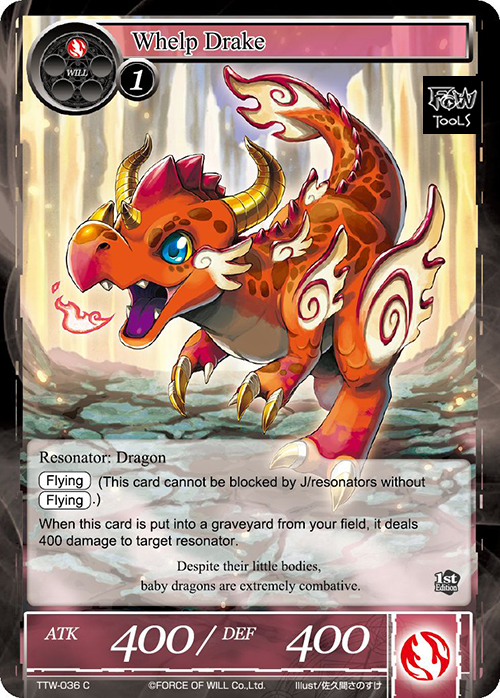 Whelp Drake
WILL
1
FoW
TOOLS
Resonator: Dragon
Flying (This card cannot be blocked by J/resonators without
Flying.)
When this card is put into a graveyard from your field, it deals
400 damage to target resonator.
Despite their little bodies,
baby dragons are extremely combative.
1st
Edition
ATK 400 / DEF 400
TTW-036 C ©FORCE OF WILL Co.,Ltd. Illust/佐久間さのすけ